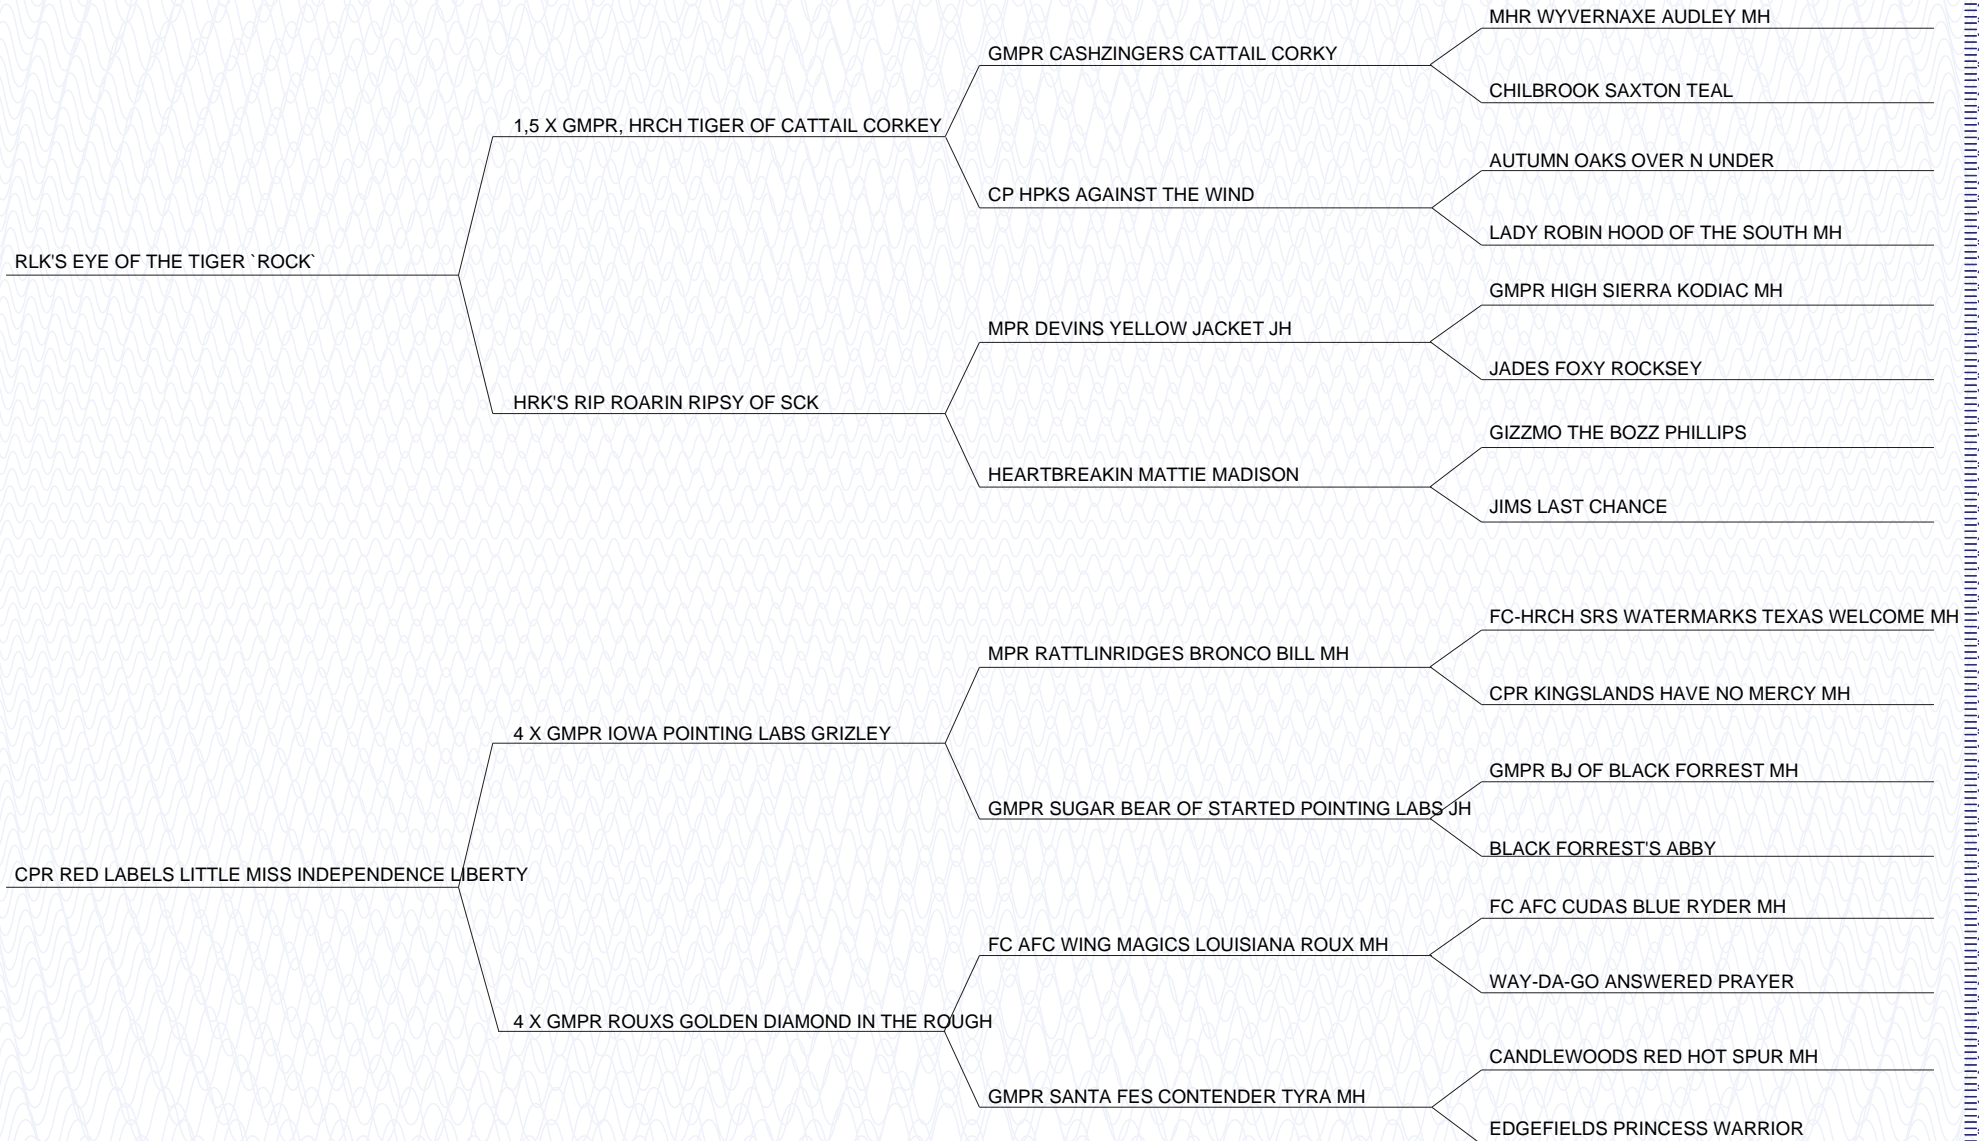 MHR WYVERNAXE AUDLEY MH
GMPR CASHZINGERS CATTAIL CORKY
CHILBROOK SAXTON TEAL
1,5 X GMPR, HRCH TIGER OF CATTAIL CORKEY
AUTUMN OAKS OVER N UNDER
CP HPKS AGAINST THE WIND
LADY ROBIN HOOD OF THE SOUTH MH
RLK'S EYE OF THE TIGER `ROCK`
GMPR HIGH SIERRA KODIAC MH
MPR DEVINS YELLOW JACKET JH
JADES FOXY ROCKSEY
HRK'S RIP ROARIN RIPSY OF SCK
GIZZMO THE BOZZ PHILLIPS
HEARTBREAKIN MATTIE MADISON
JIMS LAST CHANCE
FC-HRCH SRS WATERMARKS TEXAS WELCOME MH
MPR RATTLINRIDGES BRONCO BILL MH
CPR KINGSLANDS HAVE NO MERCY MH
4 X GMPR IOWA POINTING LABS GRIZLEY
GMPR BJ OF BLACK FORREST MH
GMPR SUGAR BEAR OF STARTED POINTING LABS JH
BLACK FORREST'S ABBY
CPR RED LABELS LITTLE MISS INDEPENDENCE LIBERTY
FC AFC CUDAS BLUE RYDER MH
FC AFC WING MAGICS LOUISIANA ROUX MH
WAY-DA-GO ANSWERED PRAYER
4 X GMPR ROUXS GOLDEN DIAMOND IN THE ROUGH
CANDLEWOODS RED HOT SPUR MH
GMPR SANTA FES CONTENDER TYRA MH
EDGEFIELDS PRINCESS WARRIOR